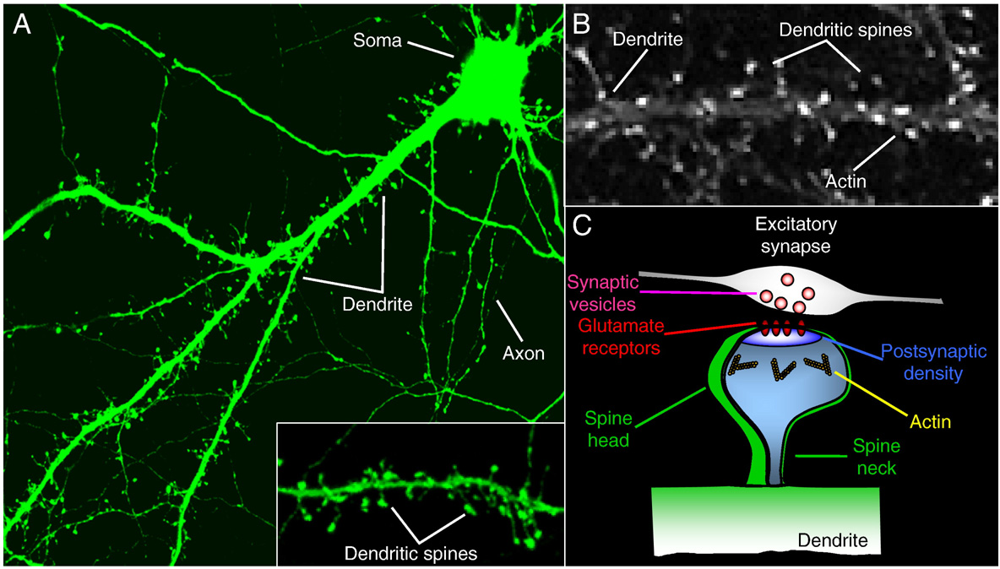 A
Soma
Dendrite
Axon
Dendritic spines
B
Dendrite
Dendritic spines
Actin
C
Excitatory
synapse
Synaptic
vesicles
Glutamate
receptors
Postsynaptic
density
Actin
Spine
head
Spine
neck
Dendrite